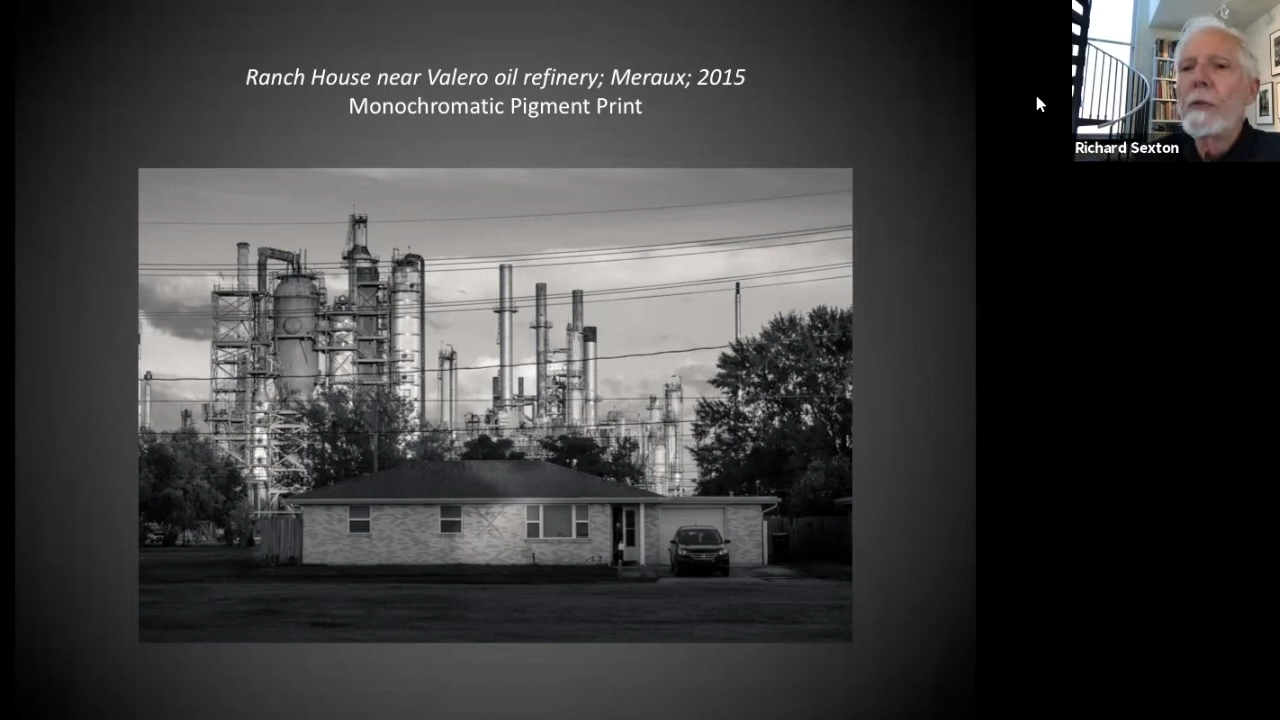 Ranch House near Valero oil refinery; Meraux; 2015
Monochromatic Pigment Print
Richard Sexton